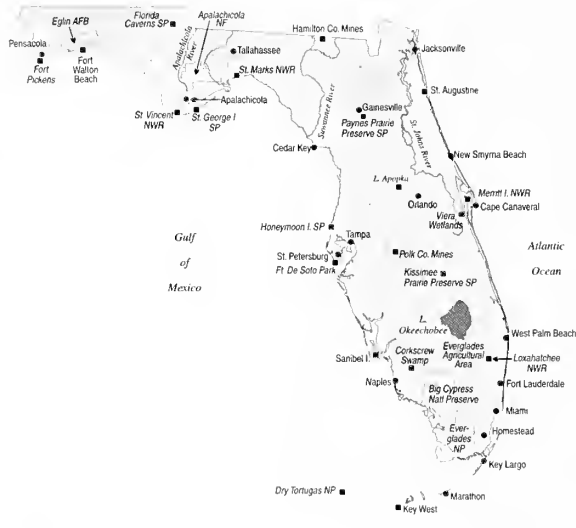 Eglin AFB
Florida
Caverns SP
Apalachicola
NF
Pensacola
Fort
Pickens
Fort
Walton
Beach
Apalachicola
River
Hamilton Co. Mines
Tallahassee
St. Marks NWR
Jacksonville
St. Augustine
Apalachicola
St Vincent
NWR
St. George I
SP
Suwannee River
Gainesville
Paynes Prairie
Preserve SP
St. Johns River
Cedar Key
New Smyrna Beach
L. Apopka
Orlando
Merritt I. NWR
Cape Canaveral
Viera
Wetlands
Honeymoon I. SP
Tampa
Gulf
of
Mexico
St. Petersburg
Ft De Soto Park
Polk Co. Mines
Kissimee
Prairie Preserve SP
Atlantic
Ocean
L.
Okeechobee
West Palm Beach
Sanibel I.
Corkscrew
Swamp
Everglades
Agricultural
Area
Loxahatchee
NWR
Naples
Big Cypress
Natl Preserve
Fort Lauderdale
Miami
Ever-
glades
NP
Homestead
Key Largo
Dry Tortugas NP
Key West
Marathon